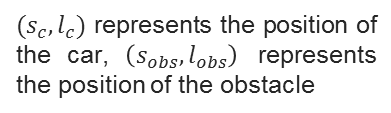 (s_c, l_c) represents the position of
the car, (s_obs, l_obs) represents
the position of the obstacle